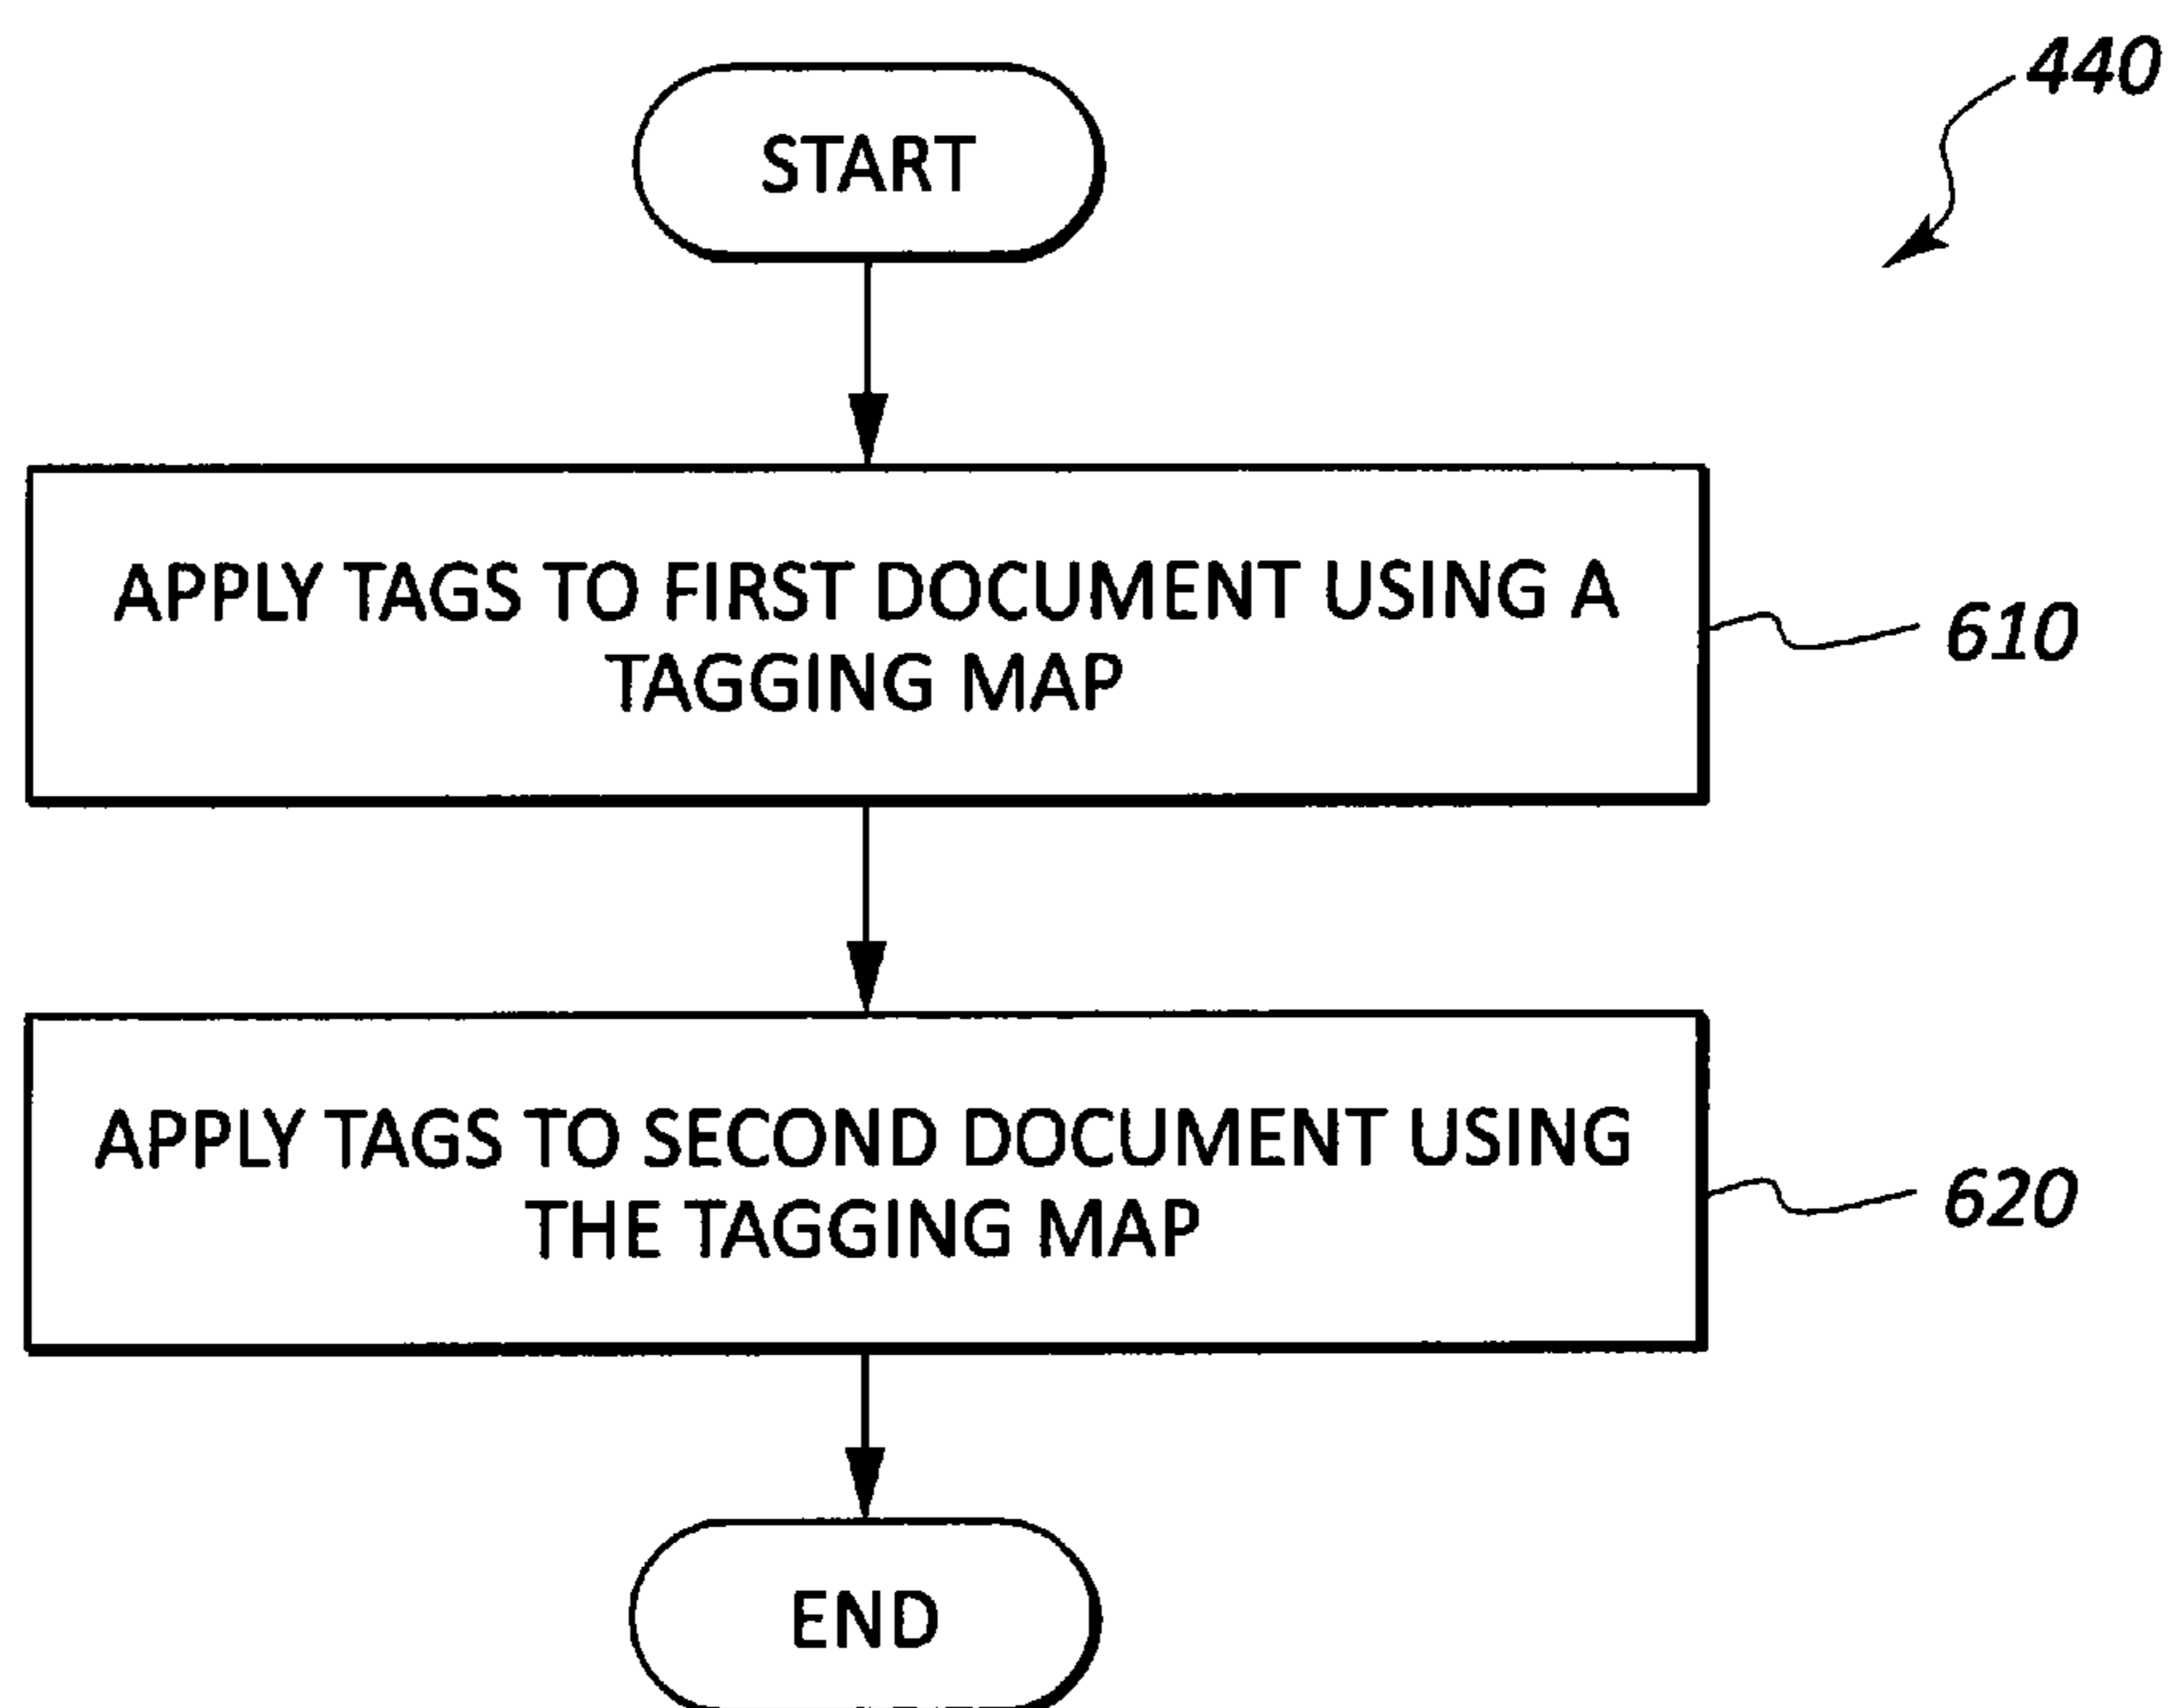 440
START
APPLY TAGS TO FIRST DOCUMENT USING A
TAGGING MAP
610
APPLY TAGS TO SECOND DOCUMENT USING
THE TAGGING MAP
620
END